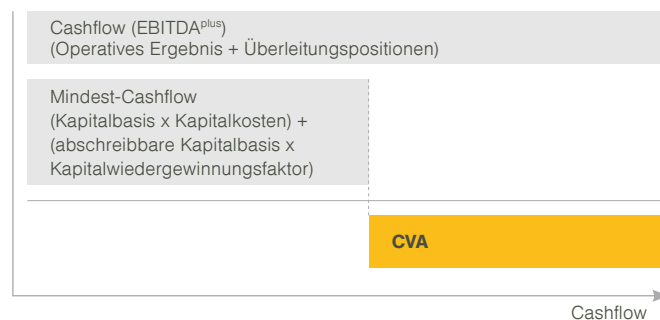 Cashflow (EBITDAplus)
(Operatives Ergebnis + Überleitungspositionen)
Mindest-Cashflow
(Kapitalbasis x Kapitalkosten) +
(abschreibbare Kapitalbasis x
Kapitalwiedergewinnungsfaktor)
CVA
Cashflow